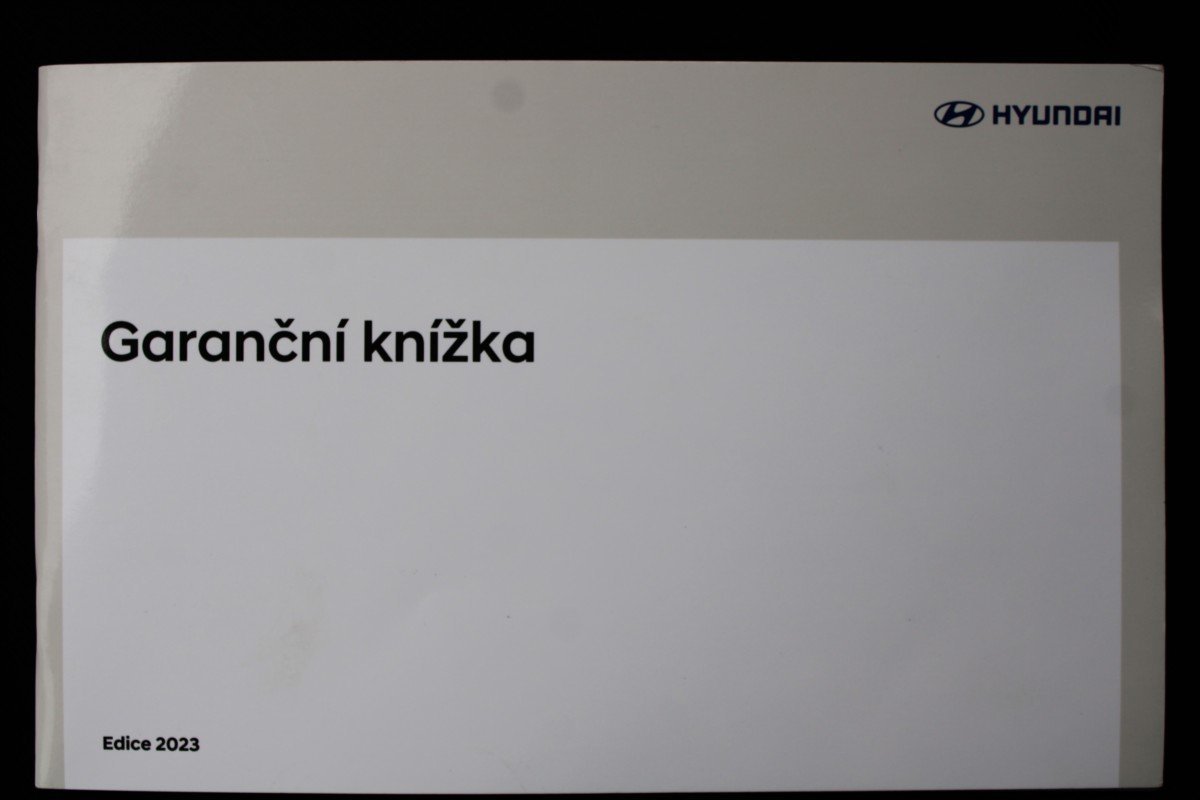 HYUNDAI
Garanční knížka
Edice 2023